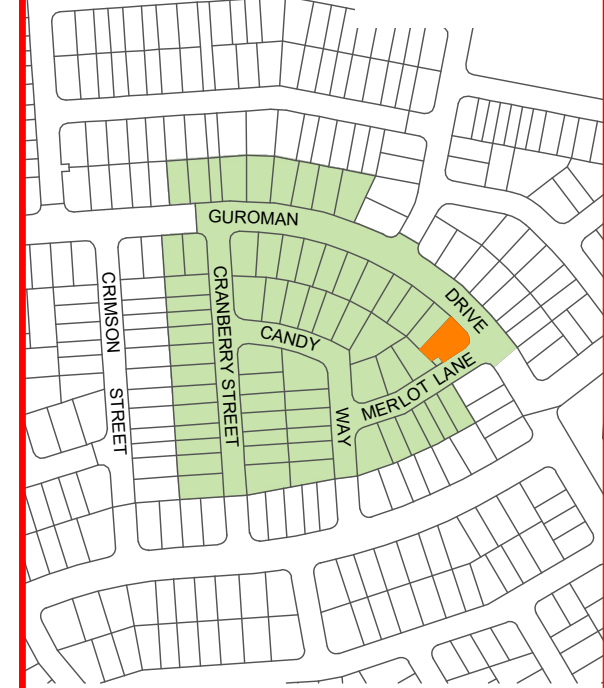 GUROMAN
DRIVE
CRIMSON
STREET
CRANBERRY STREET
CANDY
WAY
MERLOT LANE